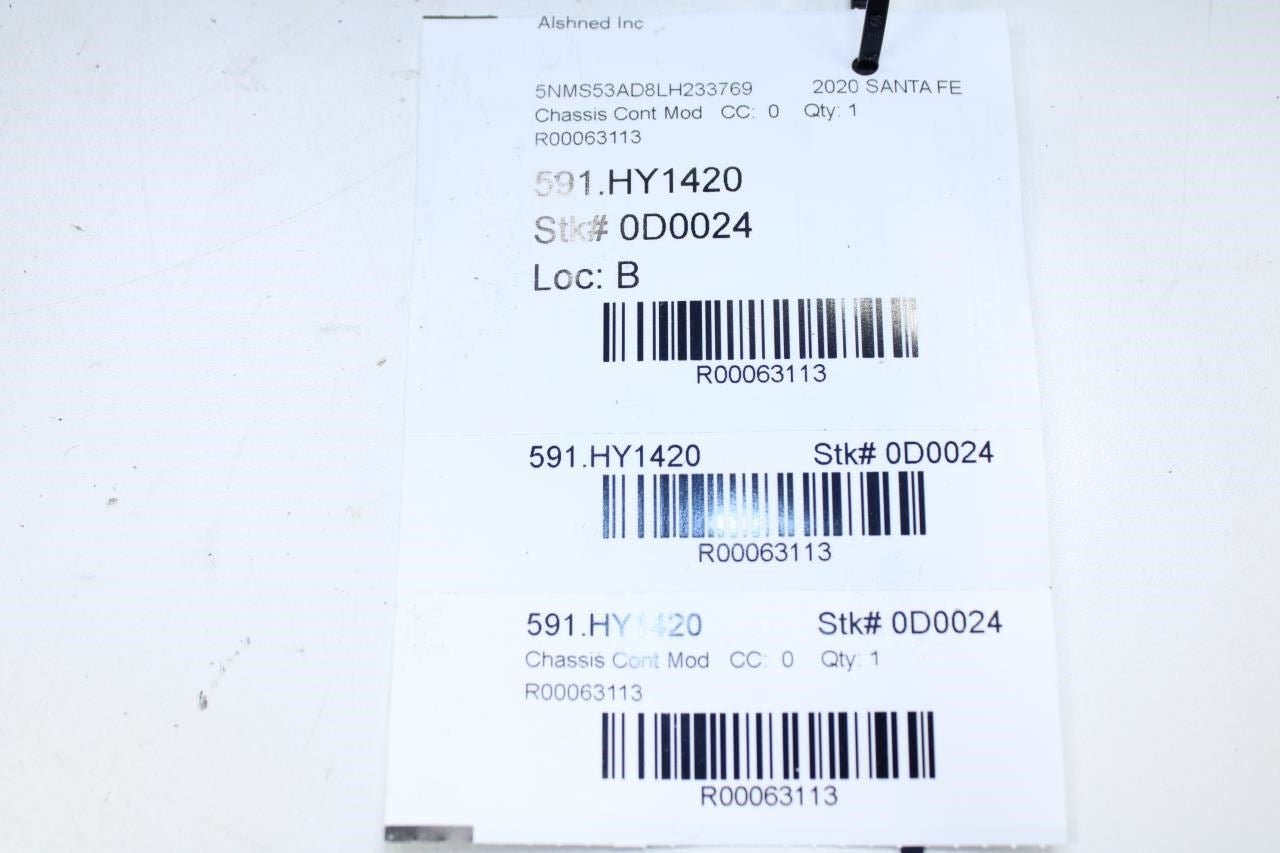 Alshned Inc
5NMS53AD8LH233769 2020 SANTA FE
Chassis Cont Mod CC: 0 Qty: 1
R00063113
591.HY1420
Stk# 0D0024
Loc: B
R00063113
591.HY1420 Stk# 0D0024
R00063113
591.HY1420 Stk# 0D0024
Chassis Cont Mod CC: 0 Qty: 1
R00063113
R00063113